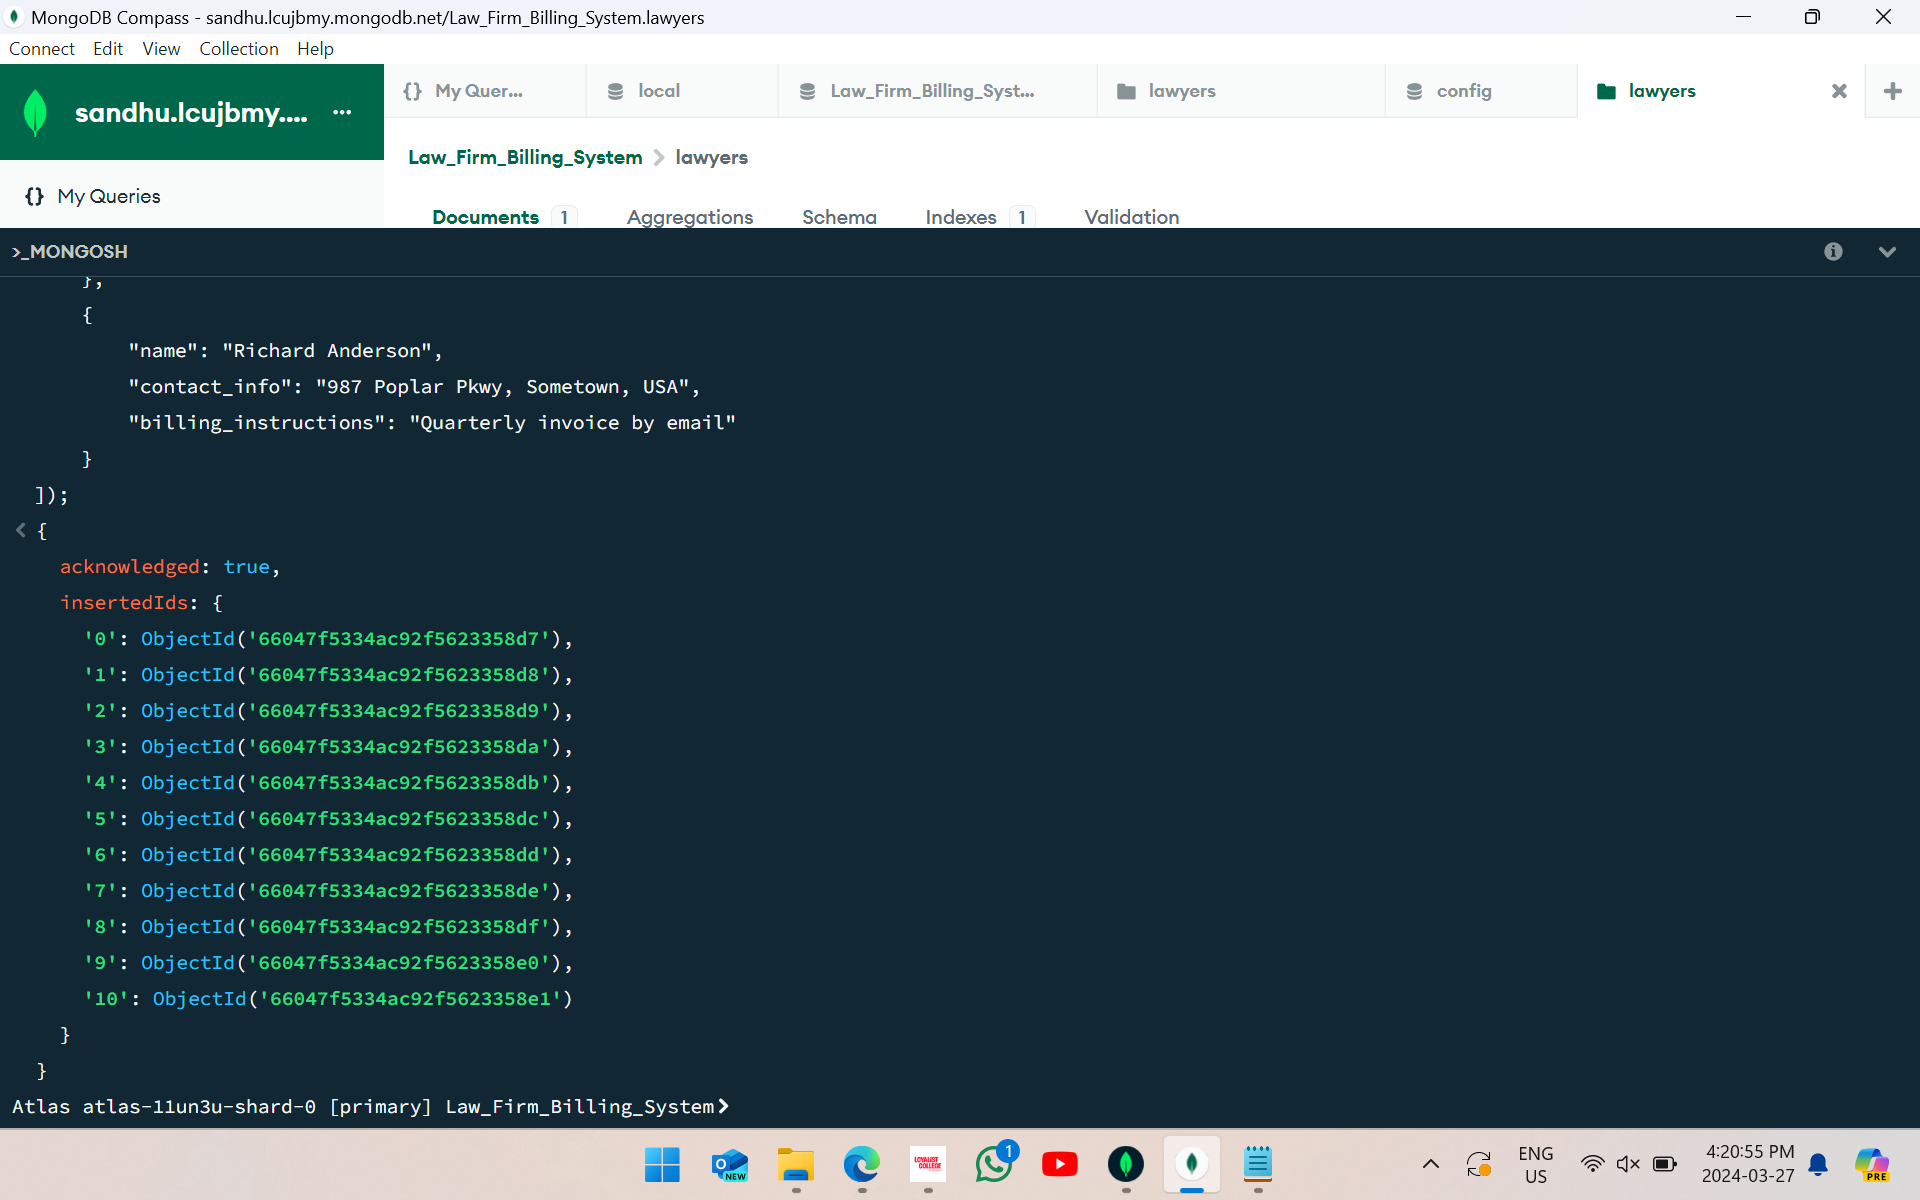 MongoDB Compass - sandhu.lcujbmy.mongodb.net/Law_Firm_Billing_System.lawyers
Connect Edit View Collection Help
sandhu.lcujbmy.... ···
{} My Quer... local Law_Firm_Billing_Syst... lawyers config lawyers
Law_Firm_Billing_System > lawyers
{} My Queries
Documents 1 Aggregations Schema Indexes 1 Validation
>_MONGOSH
},
{
"name": "Richard Anderson",
"contact_info": "987 Poplar Pkwy, Sometown, USA",
"billing_instructions": "Quarterly invoice by email"
}
]);
< {
acknowledged: true,
insertedIds: {
'0': ObjectId('66047f5334ac92f5623358d7'),
'1': ObjectId('66047f5334ac92f5623358d8'),
'2': ObjectId('66047f5334ac92f5623358d9'),
'3': ObjectId('66047f5334ac92f5623358da'),
'4': ObjectId('66047f5334ac92f5623358db'),
'5': ObjectId('66047f5334ac92f5623358dc'),
'6': ObjectId('66047f5334ac92f5623358dd'),
'7': ObjectId('66047f5334ac92f5623358de'),
'8': ObjectId('66047f5334ac92f5623358df'),
'9': ObjectId('66047f5334ac92f5623358e0'),
'10': ObjectId('66047f5334ac92f5623358e1')
}
}
Atlas atlas-11un3u-shard-0 [primary] Law_Firm_Billing_System>
NEW
LOYALIST
COLLEGE
1
ENG
US
4:20:55 PM
2024-03-27
PRE